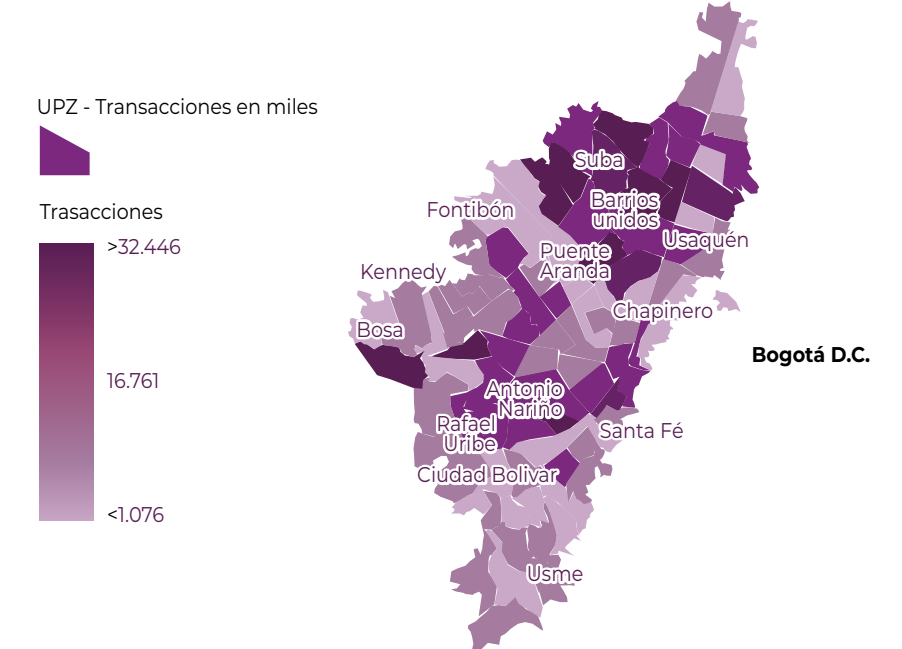 UPZ - Transacciones en miles
Trasacciones
>32.446
16.761
<1.076
Suba
Barrios
unidos
Fontibón
Usaquén
Puente
Aranda
Kennedy
Chapinero
Bosa
Bogotá D.C.
Antonio
Nariño
Rafael
Uribe
Santa Fé
Ciudad Bolivar
Usme